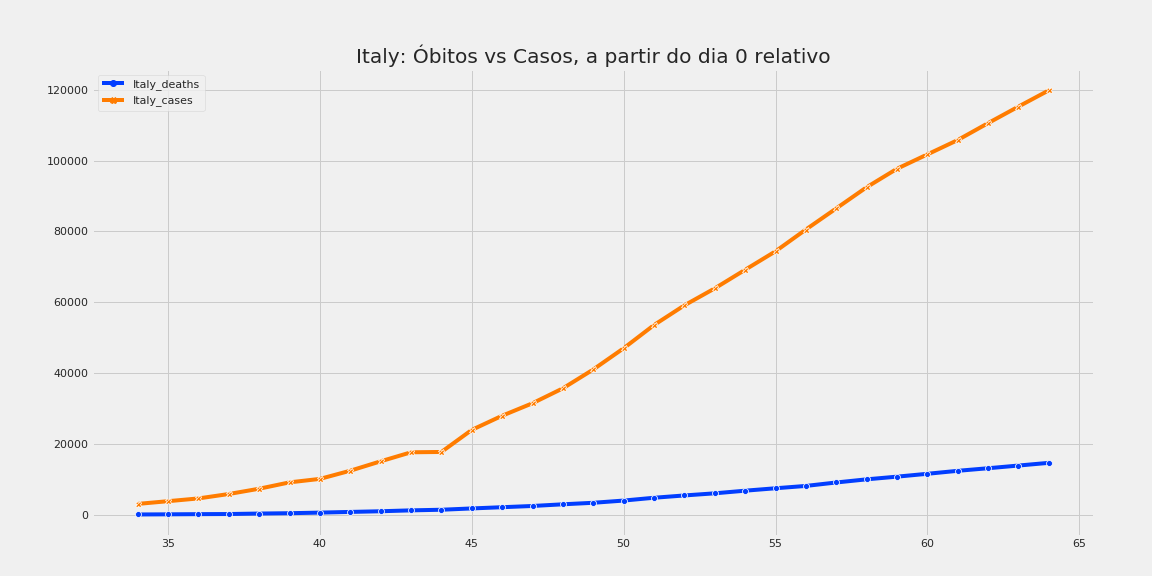 Italy: Óbitos vs Casos, a partir do dia 0 relativo
Italy_deaths
Italy_cases
120000
100000
80000
60000
40000
20000
0
35 40 45 50 55 60 65